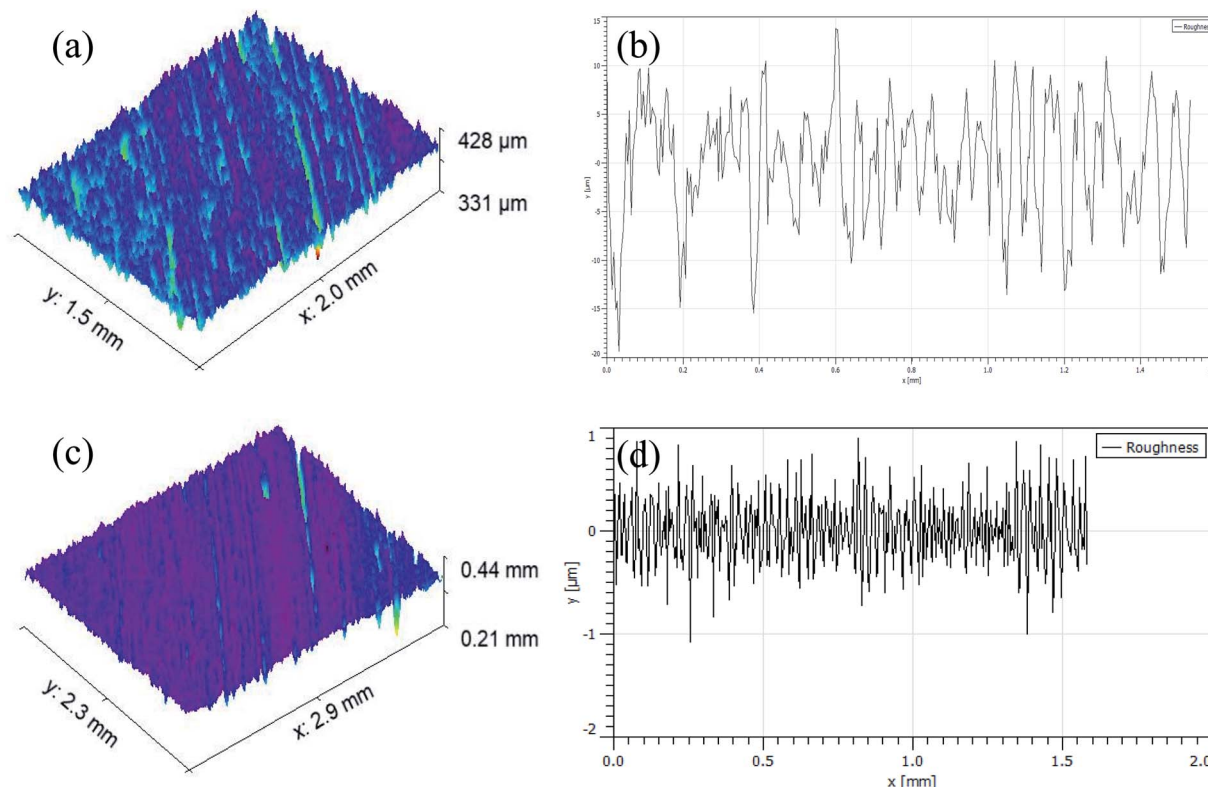 (a)
428 µm
331 µm
y: 1.5 mm
x: 2.0 mm
(b)
Roughness
15
10
5
-0
-5
-10
-15
-20
y [µm]
0.0 0.2 0.4 0.6 0.8 1.0 1.2 1.4
x [mm]
(c)
0.44 mm
0.21 mm
y: 2.3 mm
x: 2.9 mm
(d)
Roughness
1
0
-1
-2
y [µm]
0.0 0.5 1.0 1.5 2.0
x [mm]